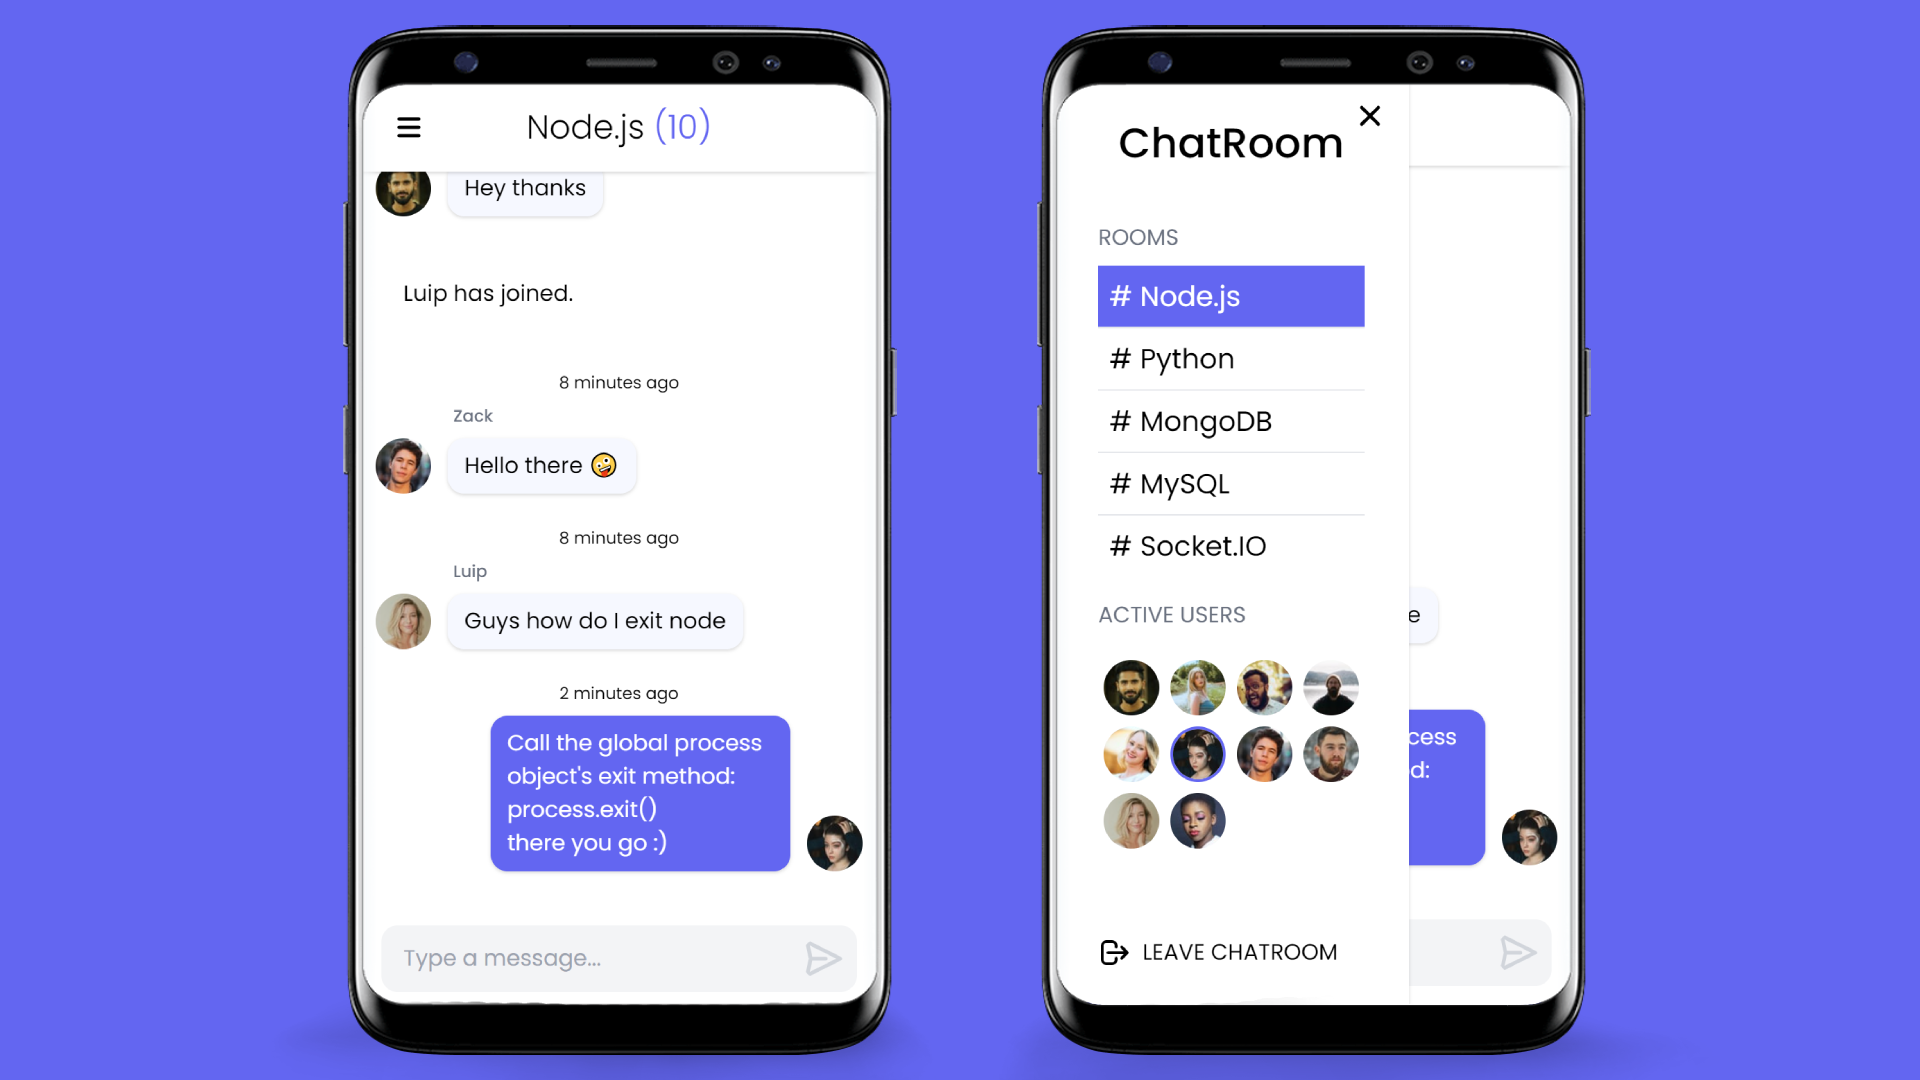 Node.js (10)
Hey thanks
Luip has joined.
8 minutes ago
Zack
Hello there 🤪
8 minutes ago
Luip
Guys how do I exit node
2 minutes ago
Call the global process
object's exit method:
process.exit()
there you go :)
Type a message...
ChatRoom
ROOMS
# Node.js
# Python
# MongoDB
# MySQL
# Socket.IO
ACTIVE USERS
e
cess
d:
LEAVE CHATROOM